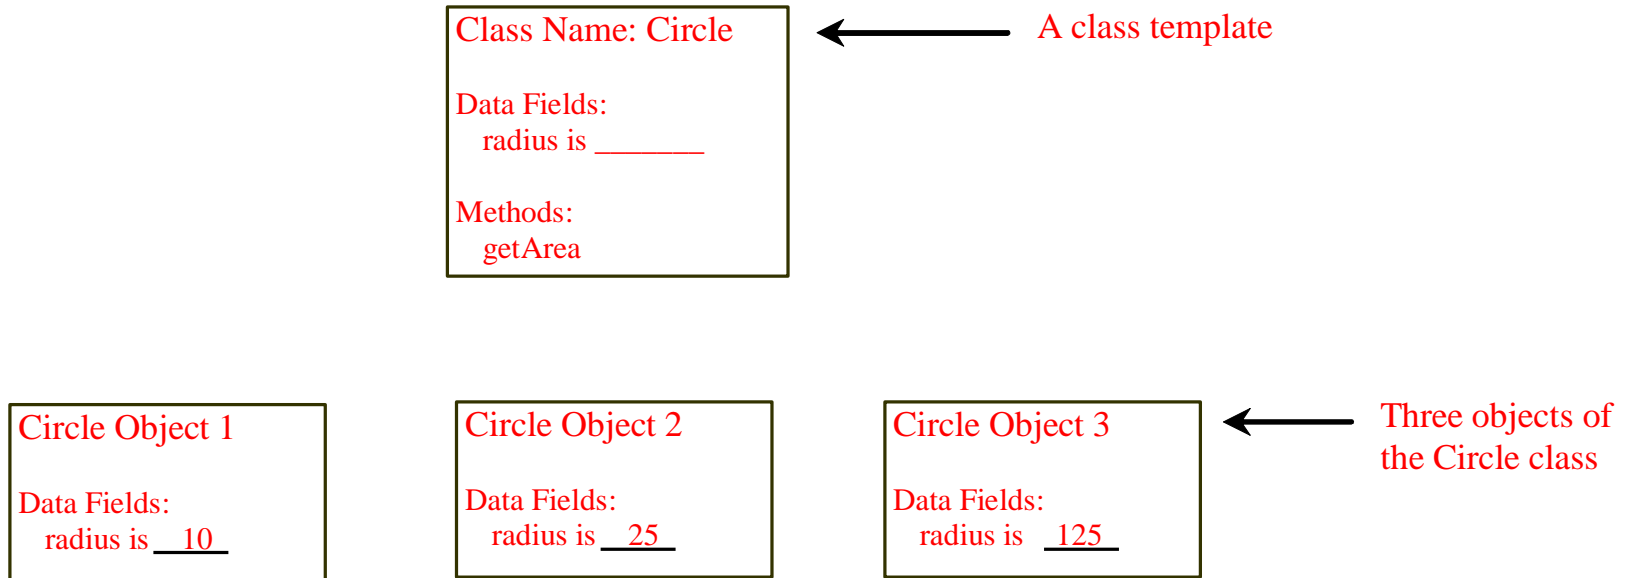 Class Name: Circle
A class template
Data Fields:
radius is _______
Methods:
getArea
Circle Object 1
Data Fields:
radius is 10
Circle Object 2
Data Fields:
radius is 25
Circle Object 3
Data Fields:
radius is 125
Three objects of
the Circle class